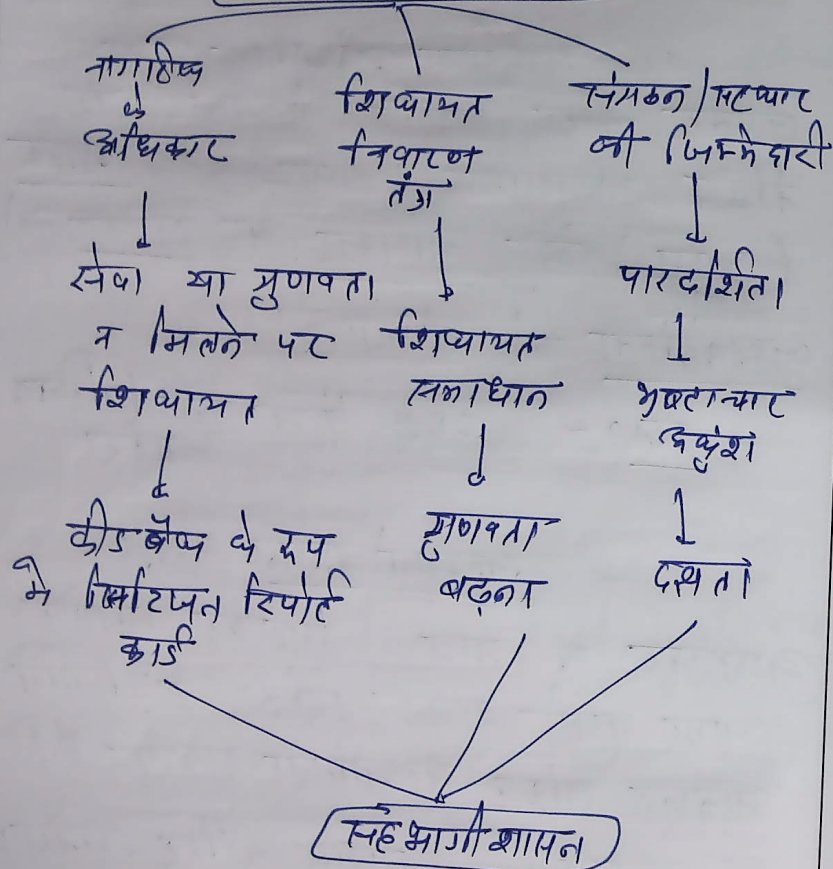 नागरिक
के
अधिकार
सेवा या गुणवता
न मिलने पर
शिकायत
फीडबैक के रूप
मे सिटिजन रिपोर्ट
कार्ड
शिकायत
निवारण
तंत्र
शिकायत
समाधान
गुणवता
बढ़ना
संगठन/सरकार
की जिम्मेदारी
पारदर्शिता
भ्रष्टाचार
अंकुश
दक्षता
सहभागी शासन